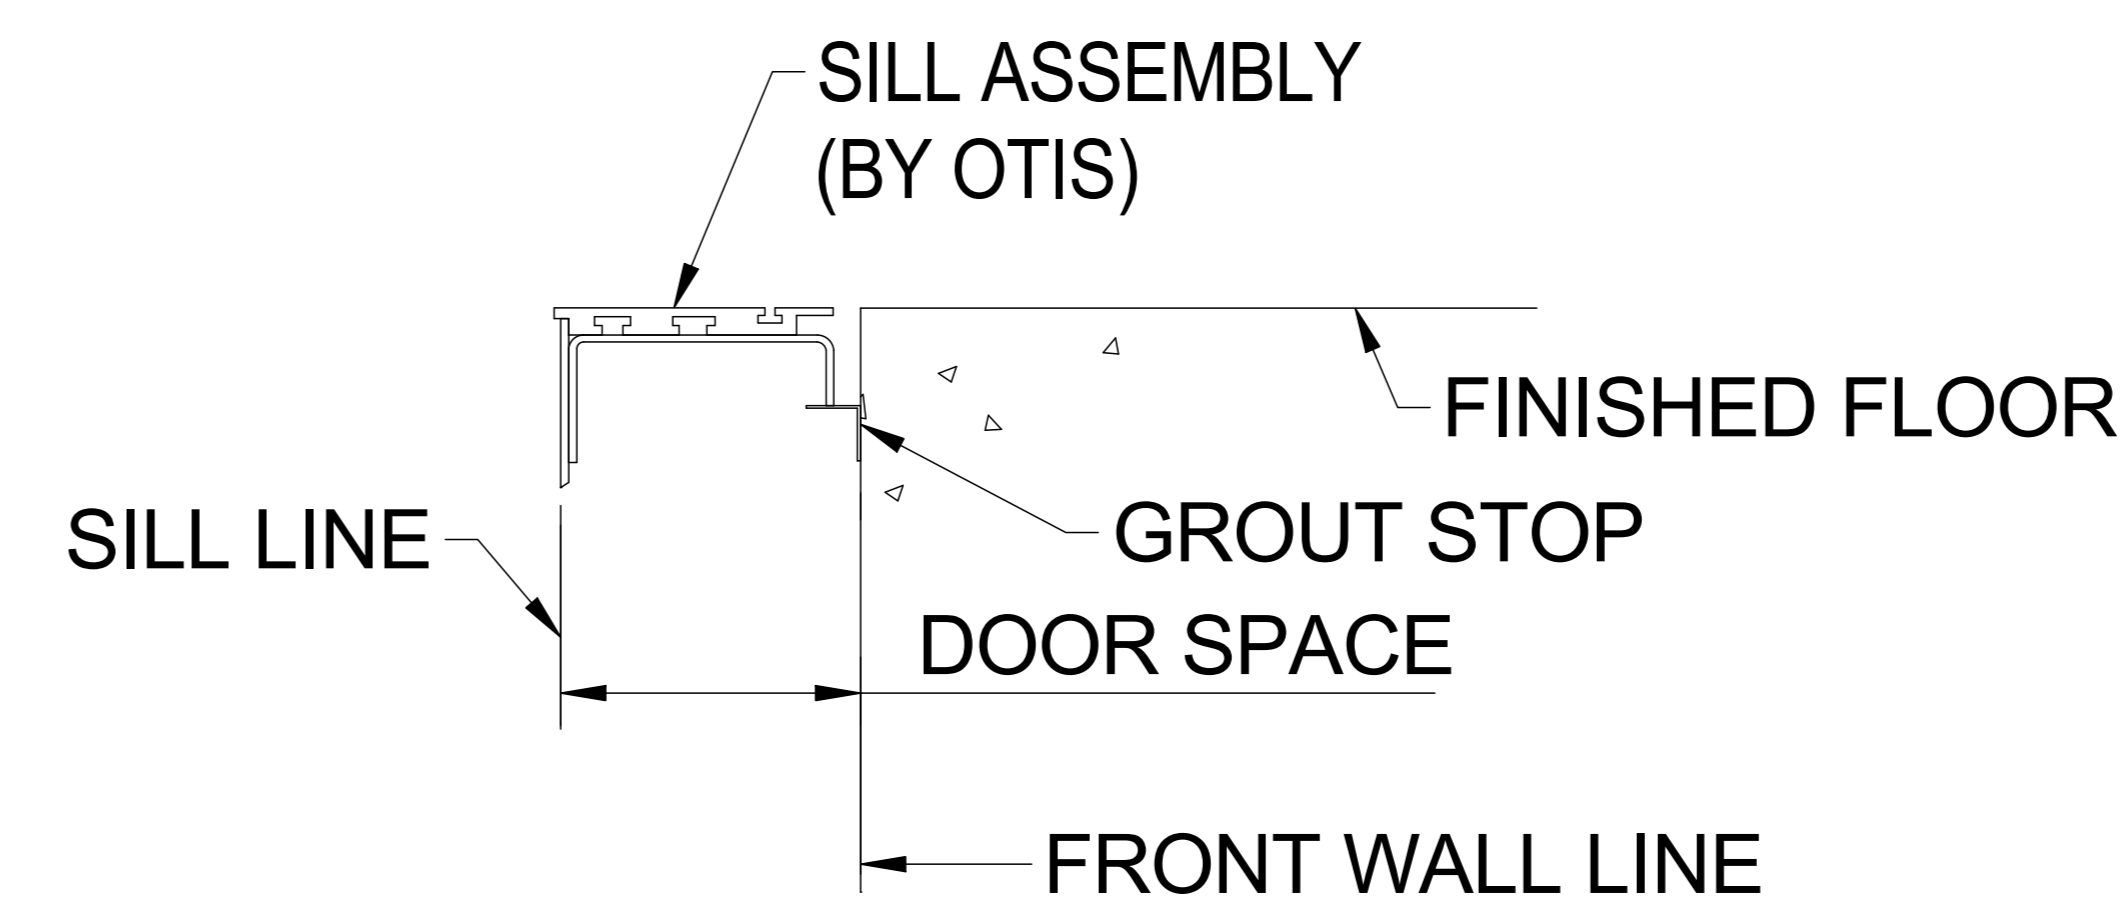 SILL ASSEMBLY
(BY OTIS)
FINISHED FLOOR
SILL LINE
GROUT STOP
DOOR SPACE
FRONT WALL LINE